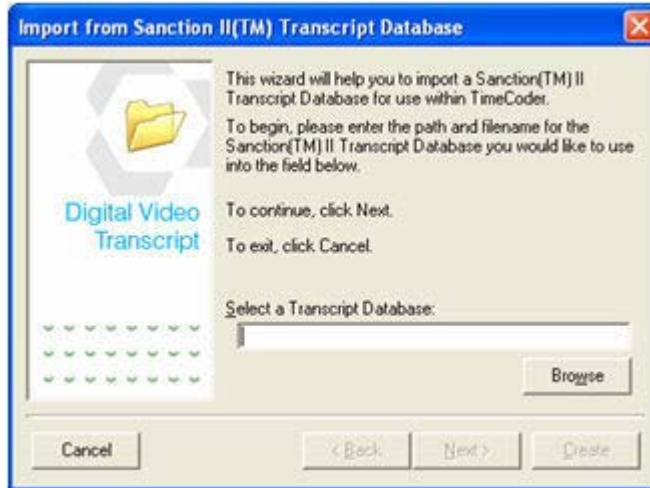 Import from Sanction II(TM) Transcript Database
This wizard will help you to import a Sanction(TM) II
Transcript Database for use within TimeCoder.
To begin, please enter the path and filename for the
Sanction(TM) II Transcript Database you would like to use
into the field below.
Digital Video
Transcript
To continue, click Next.
To exit, click Cancel.
Select a Transcript Database:
Browse
Cancel
< Back
Next >
Create